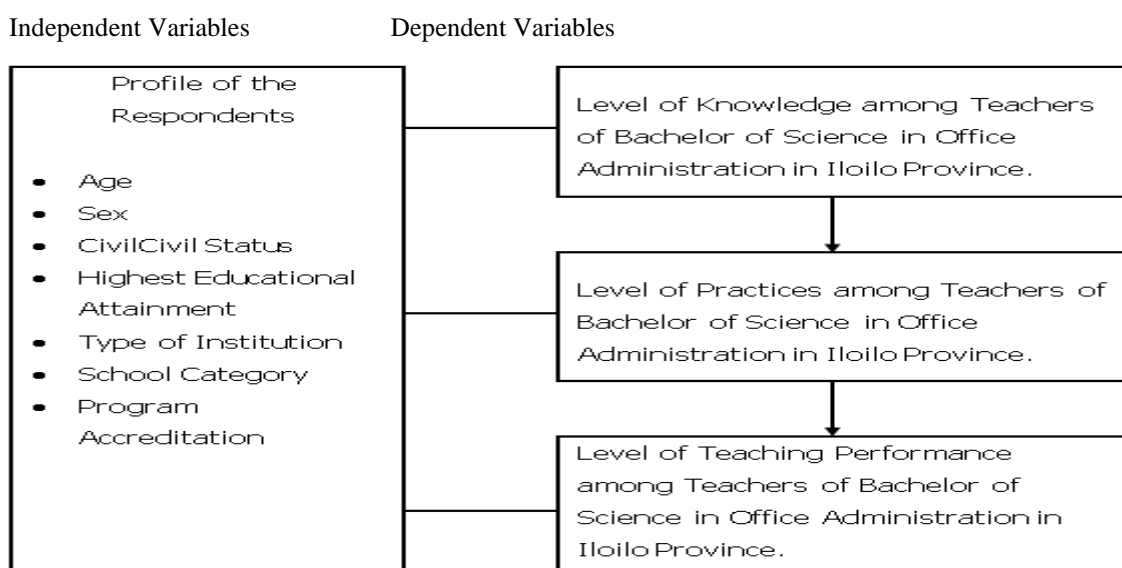 Independent Variables Dependent Variables
Profile of the
Respondents
• Age
• Sex
• CivilCivil Status
• Highest Educational
Attainment
• Type of Institution
• School Category
• Program
Accreditation
Level of Knowledge among Teachers
of Bachelor of Science in Office
Administration in Iloilo Province.
Level of Practices among Teachers of
Bachelor of Science in Office
Administration in Iloilo Province.
Level of Teaching Performance
among Teachers of Bachelor of
Science in Office Administration in
Iloilo Province.